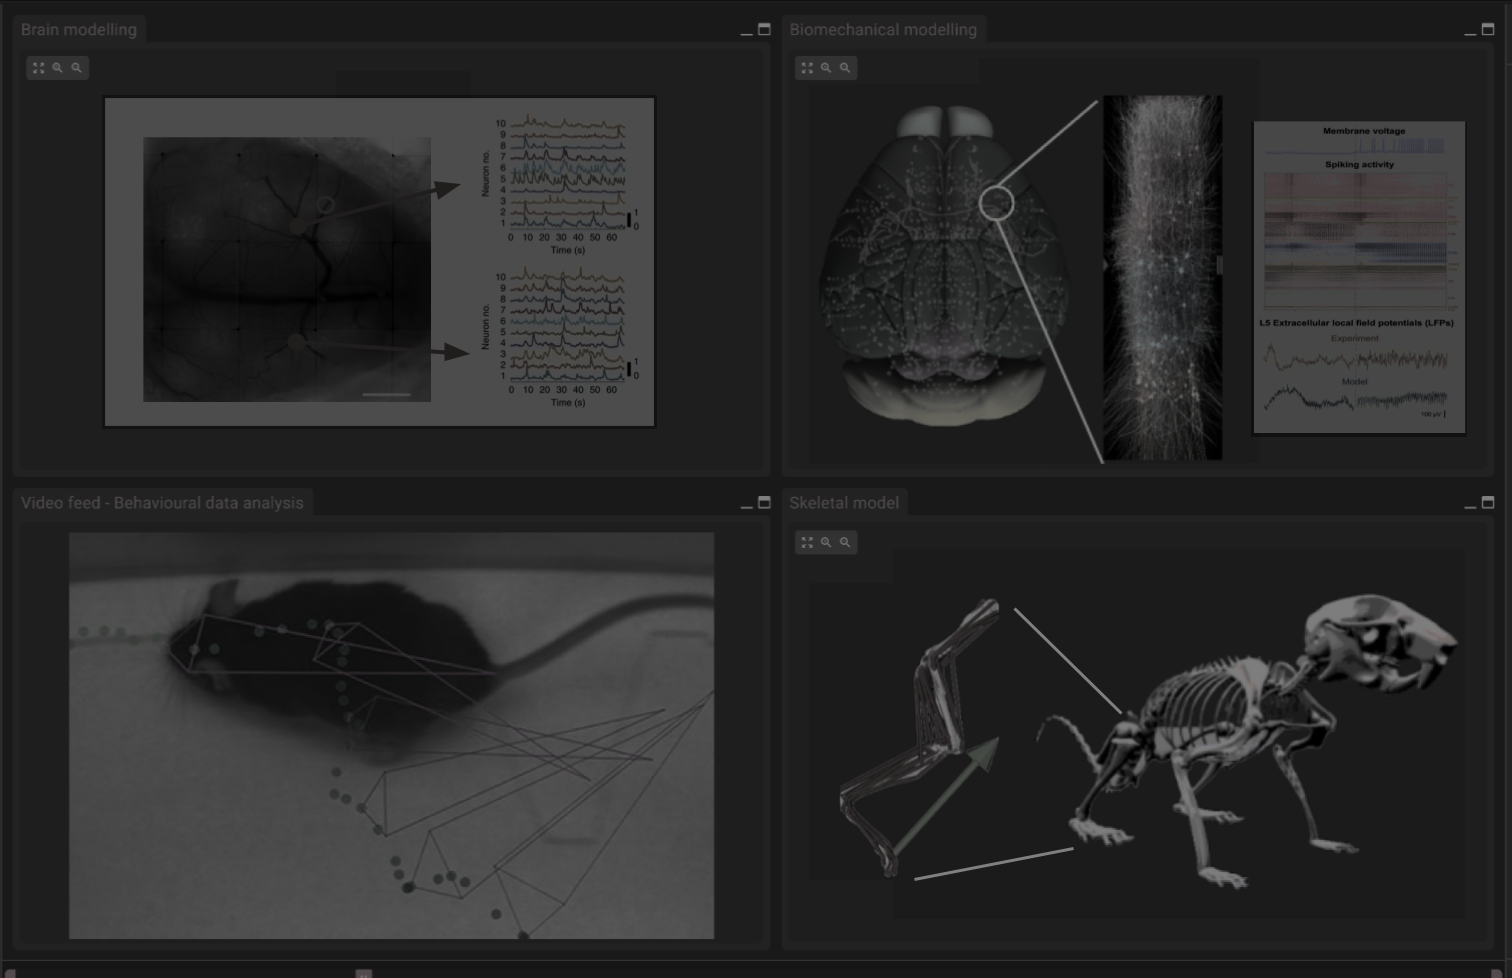 Brain modelling
Neuron no.
10
9
8
7
6
5
4
3
2
1
1
0
0 10 20 30 40 50 60
Time (s)
Neuron no.
10
9
8
7
6
5
4
3
2
1
1
0
0 10 20 30 40 50 60
Time (s)
Biomechanical modelling
Membrane voltage
Spiking activity
L5 Extracellular local field potentials (LFPs)
Experiment
Model
100 µV
Video feed - Behavioural data analysis
Skeletal model